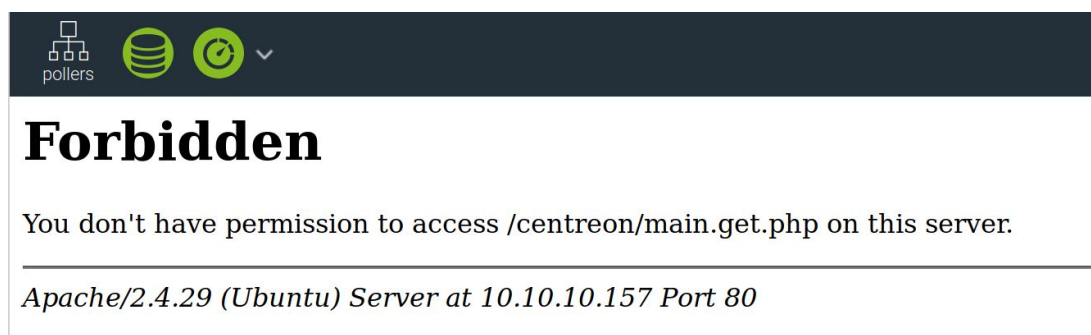 pollers
Forbidden
You don't have permission to access /centreon/main.get.php on this server.
Apache/2.4.29 (Ubuntu) Server at 10.10.10.157 Port 80